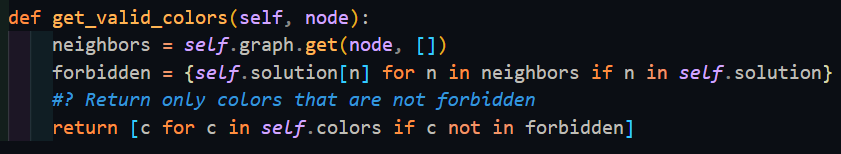 def get_valid_colors(self, node):
    neighbors = self.graph.get(node, [])
    forbidden = {self.solution[n] for n in neighbors if n in self.solution}
    #? Return only colors that are not forbidden
    return [c for c in self.colors if c not in forbidden]